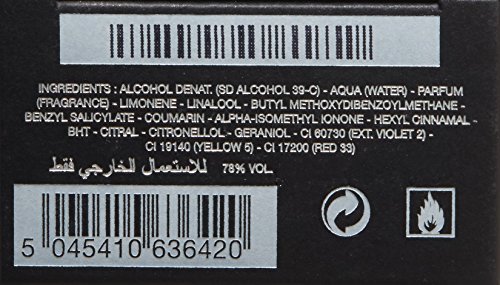 INGREDIENTS : ALCOHOL DENAT. (SD ALCOHOL 39-C) - AQUA (WATER) - PARFUM
(FRAGRANCE) - LIMONENE - LINALOOL - BUTYL METHOXYDIBENZOYLMETHANE -
BENZYL SALICYLATE - COUMARIN - ALPHA-ISOMETHYL IONONE - HEXYL CINNAMAL -
BHT - CITRAL - CITRONELLOL - GERANIOL - CI 60730 (EXT. VIOLET 2) -
CI 19140 (YELLOW 5) - CI 17200 (RED 33)
للاستعمال الخارجي فقط 78% VOL.
5 045410 636420